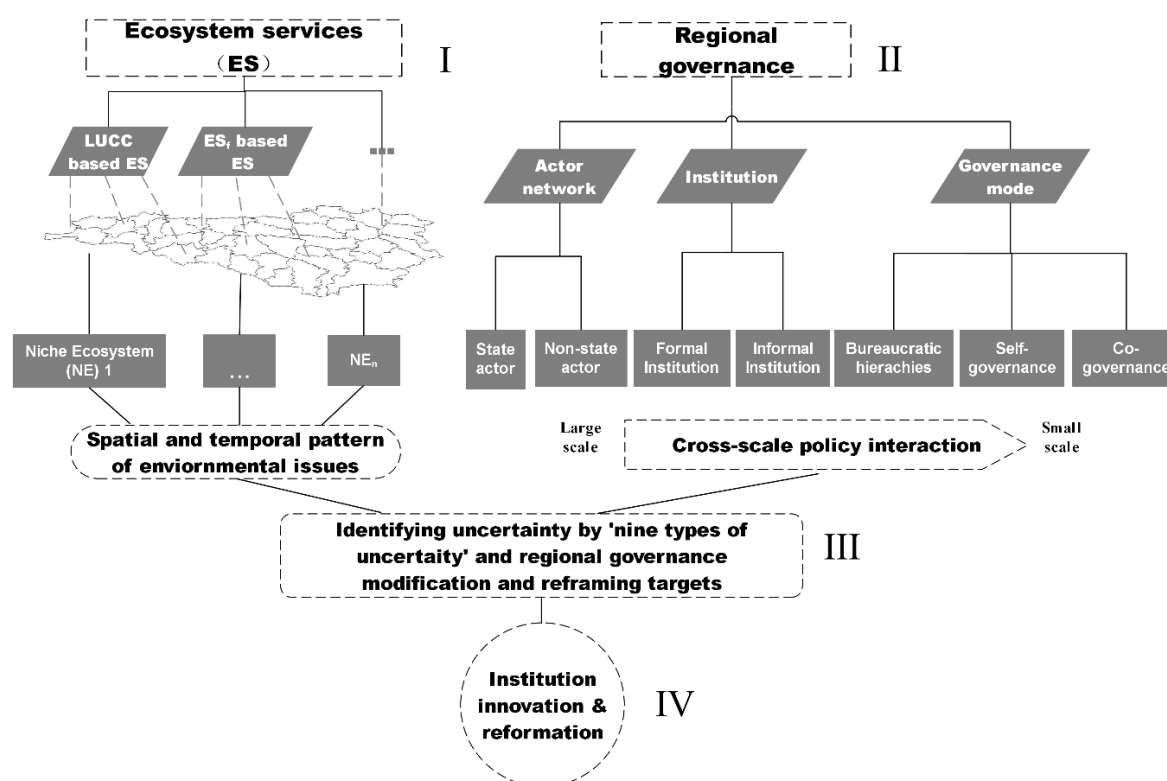 Ecosystem services
（ES）
I
LUCC
based ES
ESf based
ES
...
Niche Ecosystem
(NE) 1
...
NEn
Spatial and temporal pattern
of enviornmental issues
Regional
governance
II
Actor
network
Institution
Governance
mode
State
actor
Non-state
actor
Formal
Institution
Informal
Institution
Bureaucratic
hierachies
Self-
governance
Co-
governance
Large
scale
Cross-scale policy interaction
Small
scale
Identifying uncertainty by 'nine types of
uncertaity' and regional governance
modification and reframing targets
III
Institution
innovation &
reformation
IV